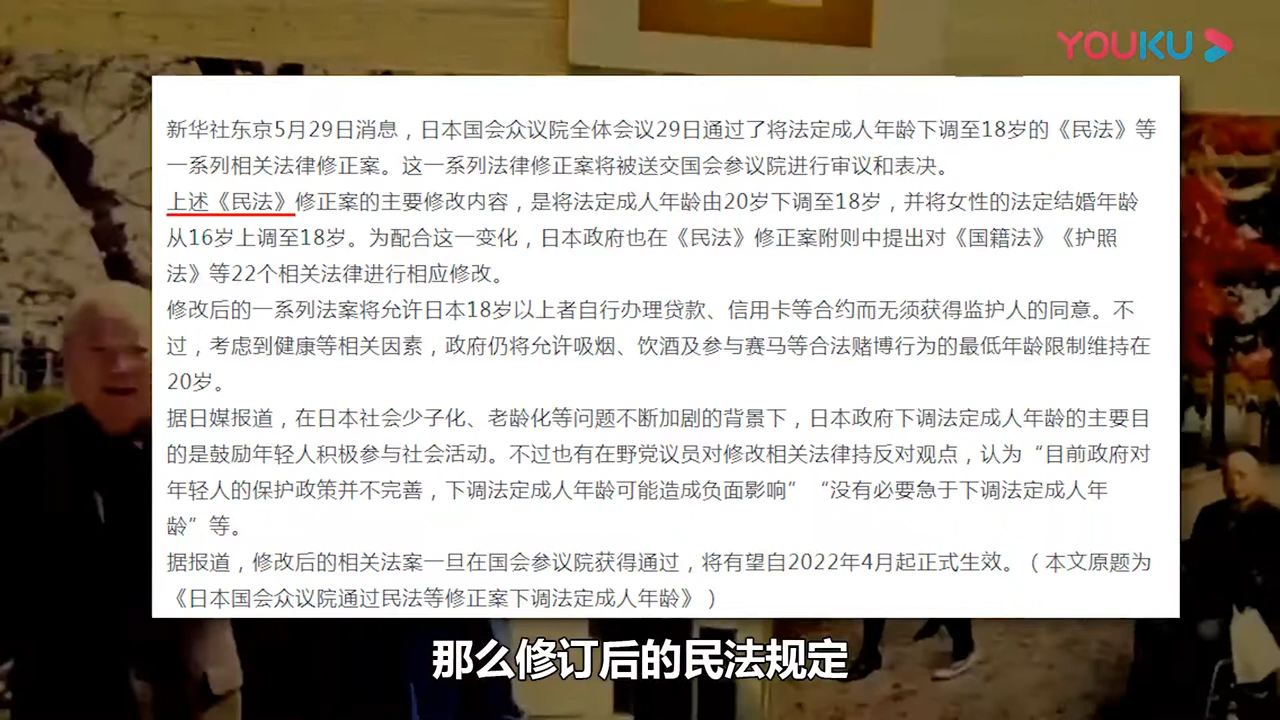 YOUKU
新华社东京5月29日消息，日本国会众议院全体会议29日通过了将法定成人年龄下调至18岁的《民法》等
一系列相关法律修正案。这一系列法律修正案将被送交国会参议院进行审议和表决。
上述《民法》修正案的主要修改内容，是将法定成人年龄由20岁下调至18岁，并将女性的法定结婚年龄
从16岁上调至18岁。为配合这一变化，日本政府也在《民法》修正案附则中提出对《国籍法》《护照
法》等22个相关法律进行相应修改。
修改后的一系列法案将允许日本18岁以上者自行办理贷款、信用卡等合约而无须获得监护人的同意。不
过，考虑到健康等相关因素，政府仍将允许吸烟、饮酒及参与赛马等合法赌博行为的最低年龄限制维持在
20岁。
据日媒报道，在日本社会少子化、老龄化等问题不断加剧的背景下，日本政府下调法定成人年龄的主要目
的是鼓励年轻人积极参与社会活动。不过也有在野党议员对修改相关法律持反对观点，认为“目前政府对
年轻人的保护政策并不完善，下调法定成人年龄可能造成负面影响”“没有必要急于下调法定成人年
龄”等。
据报道，修改后的相关法案一旦在国会参议院获得通过，将有望自2022年4月起正式生效。（本文原题为
《日本国会众议院通过民法等修正案下调法定成人年龄》）
那么修订后的民法规定